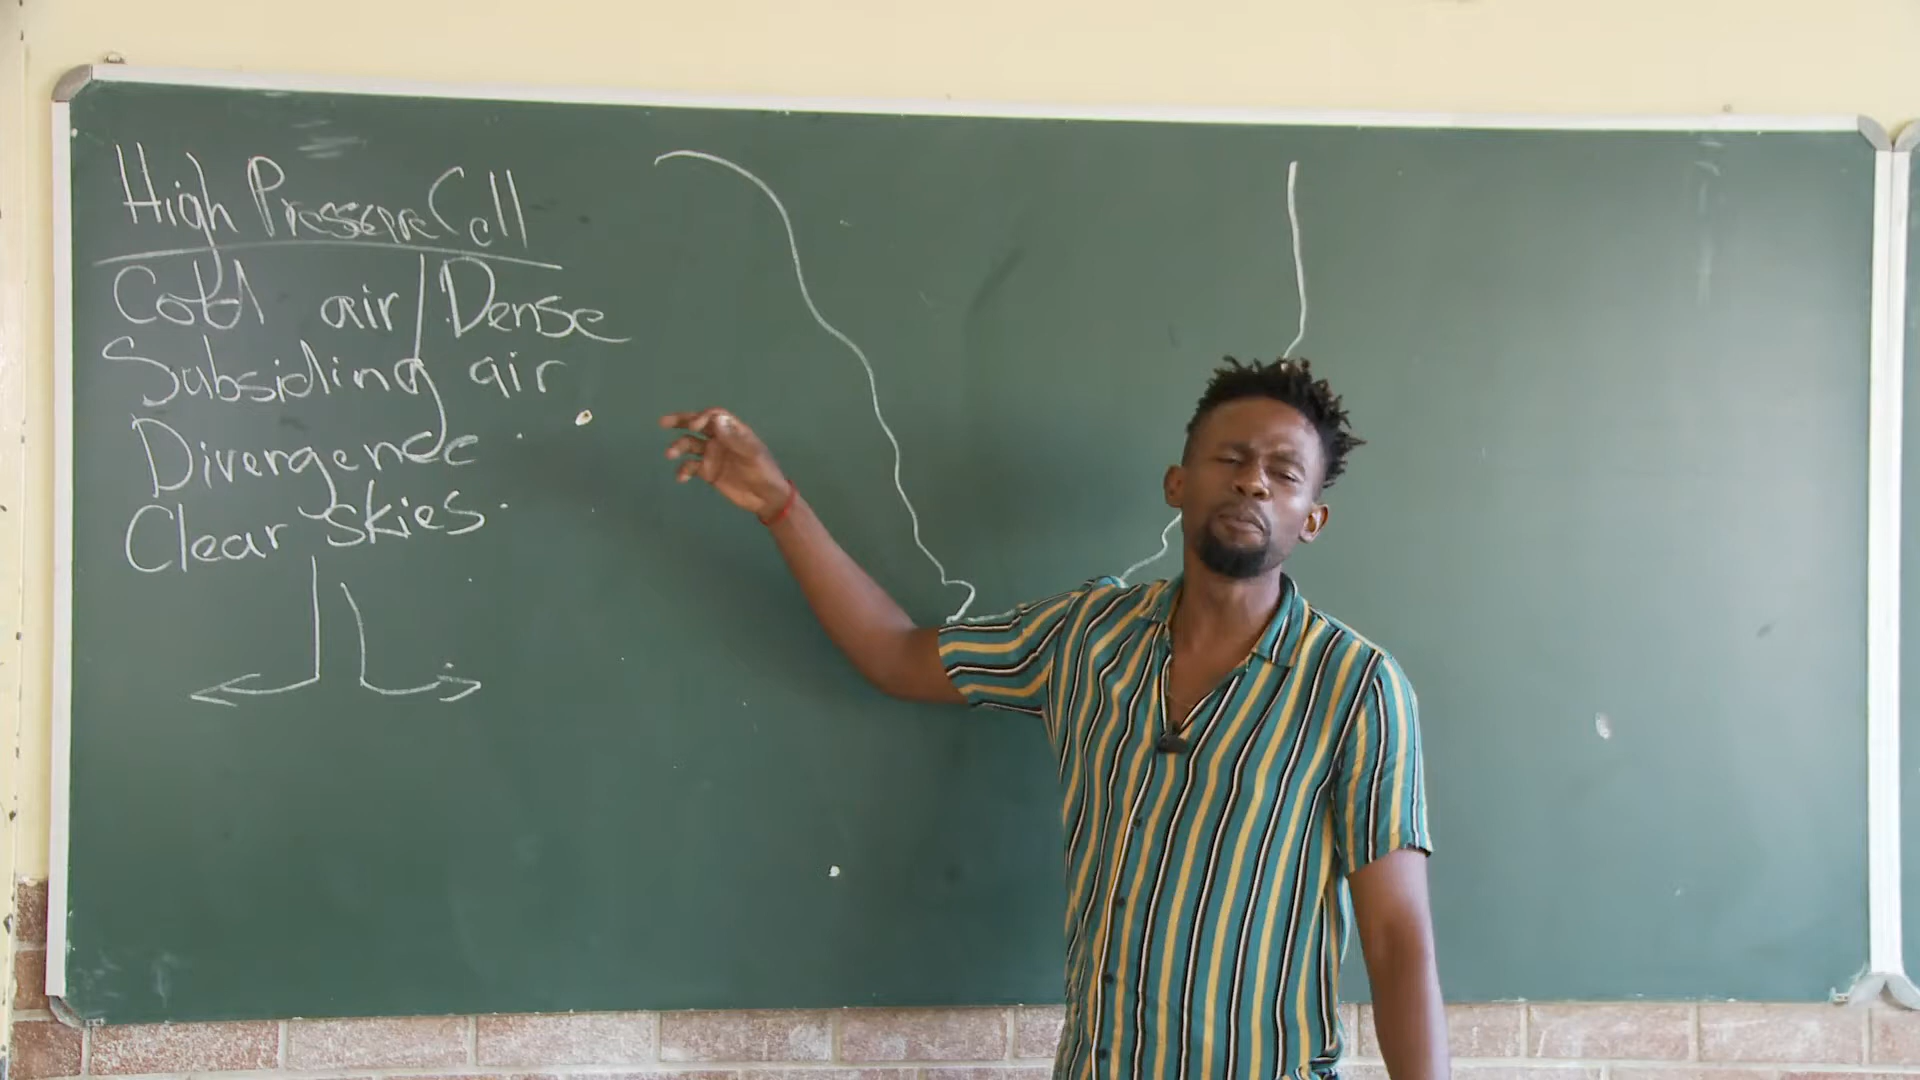 High Pressure Cell
Cold air/Dense
Subsiding air
Divergence
Clear skies.